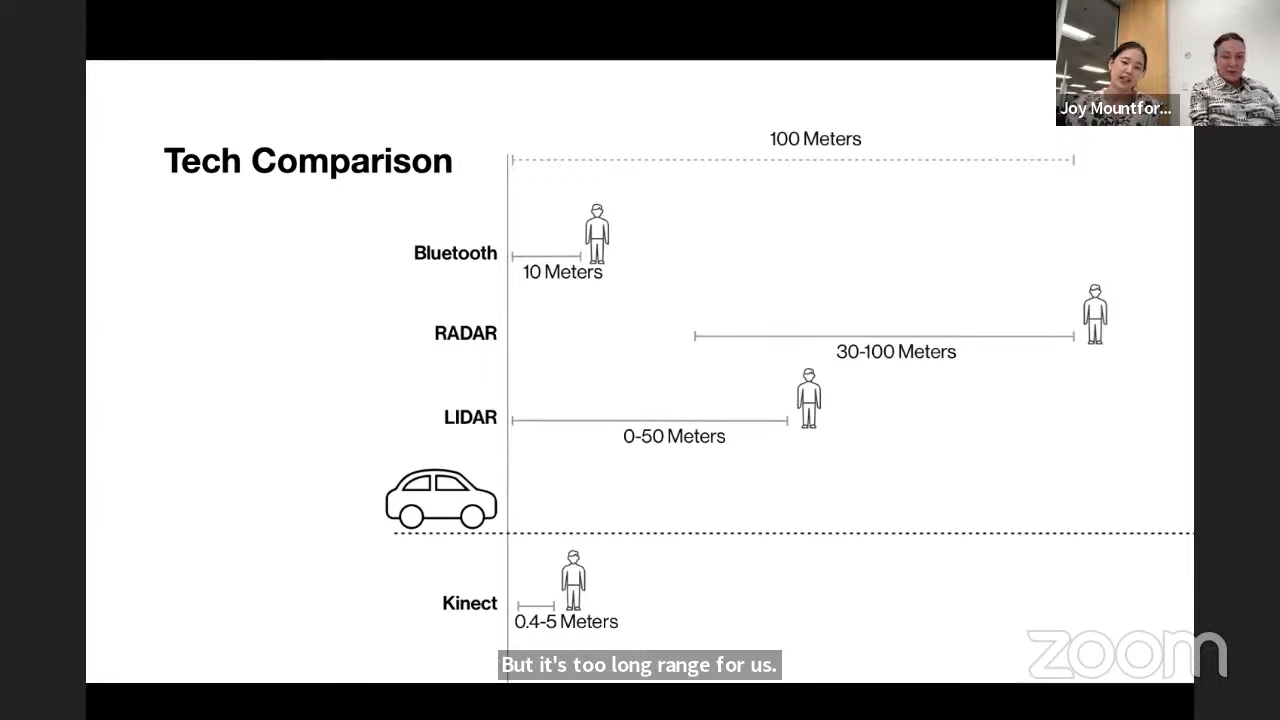 Joy Mountfor...
100 Meters
Tech Comparison
Bluetooth
10 Meters
RADAR
30-100 Meters
LIDAR
0-50 Meters
Kinect
0.4-5 Meters
But it's too long range for us.
zoom